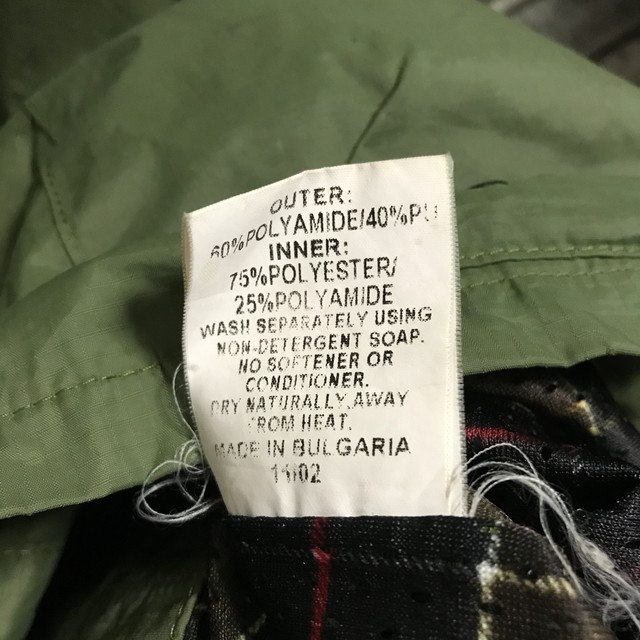 OUTER:
60%POLYAMIDE/40%PU
INNER:
75%POLYESTER/
25%POLYAMIDE
WASH SEPARATELY USING
NON-DETERGENT SOAP.
NO SOFTENER OR
CONDITIONER.
DRY NATURALLY,AWAY
FROM HEAT.
MADE IN BULGARIA